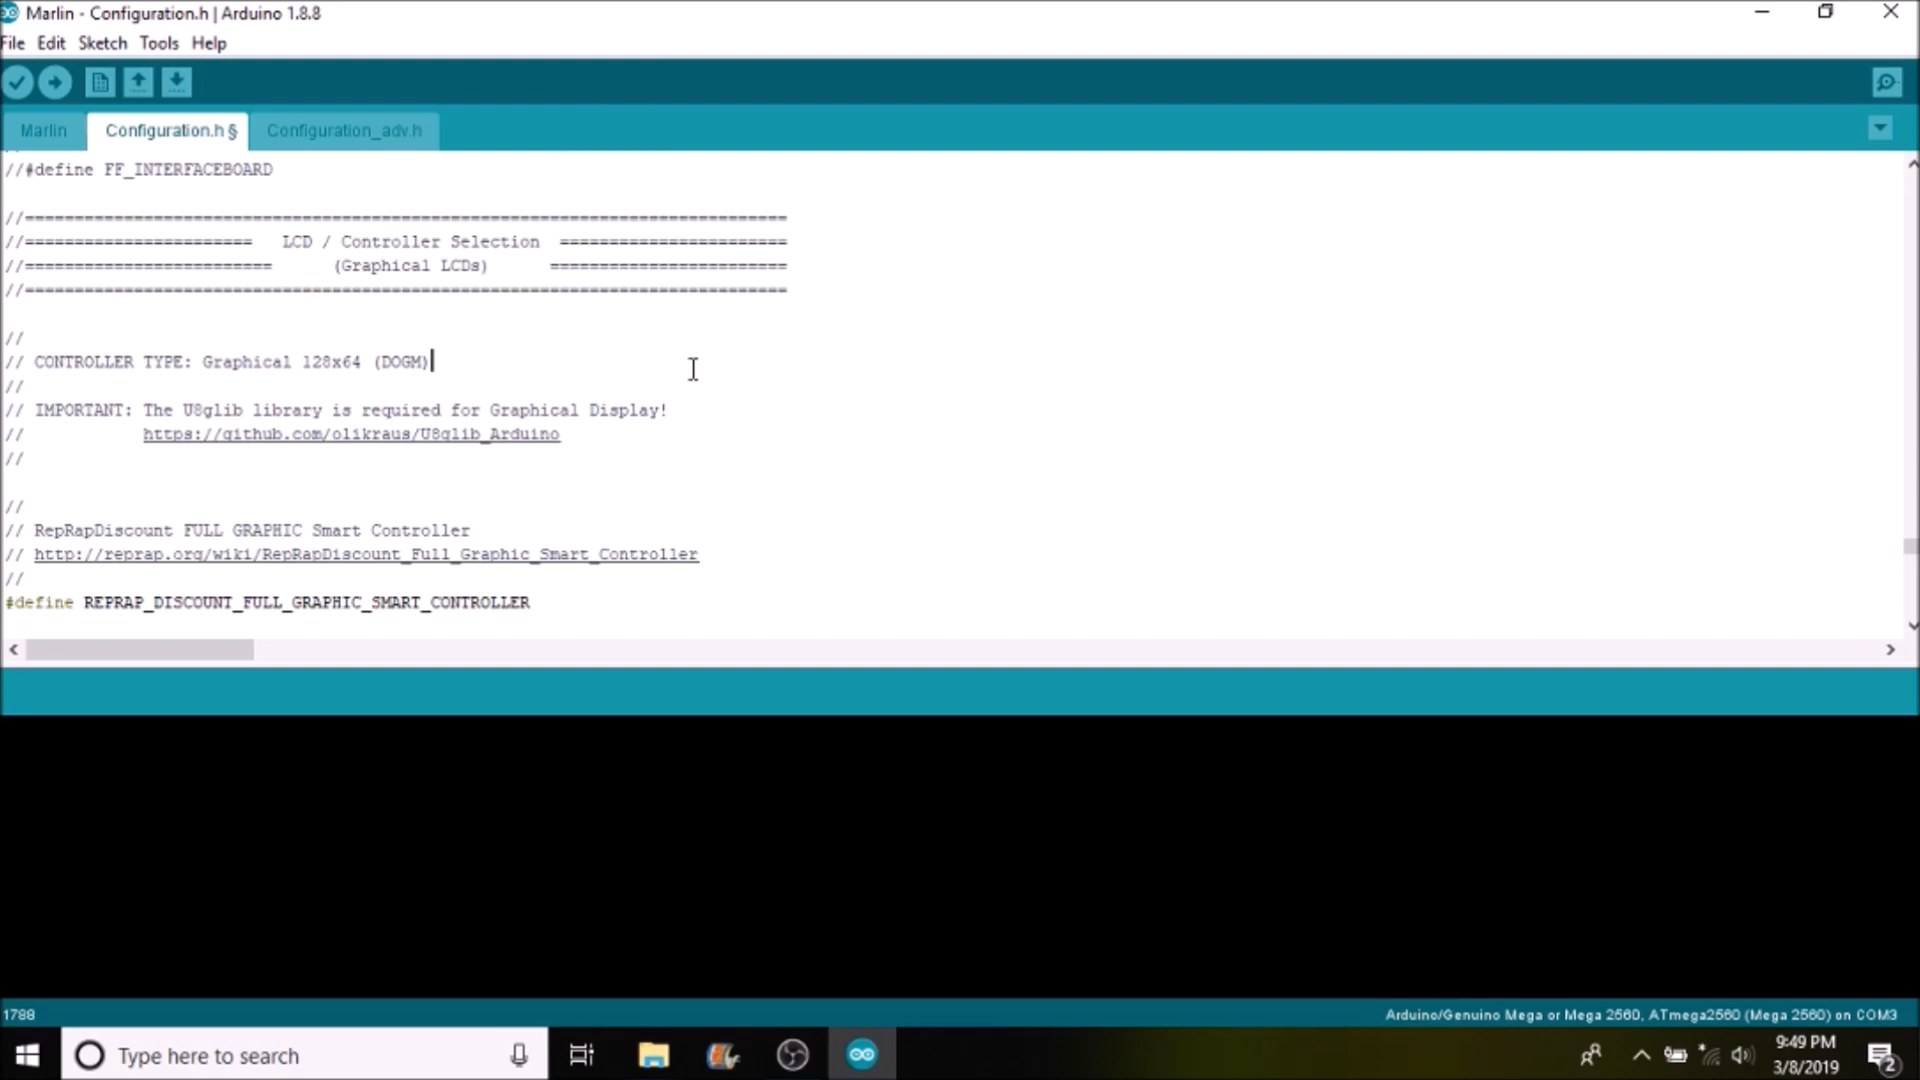 Marlin - Configuration.h | Arduino 1.8.8
File Edit Sketch Tools Help
Marlin Configuration.h § Configuration_adv.h
//#define FF_INTERFACEBOARD
//=============================================================================
//======================= LCD / Controller Selection =======================
//========================= (Graphical LCDs) ========================
//=============================================================================
//
// CONTROLLER TYPE: Graphical 128x64 (DOGM)
//
// IMPORTANT: The U8glib library is required for Graphical Display!
// https://github.com/olikraus/U8glib_Arduino
//
//
// RepRapDiscount FULL GRAPHIC Smart Controller
// http://reprap.org/wiki/RepRapDiscount_Full_Graphic_Smart_Controller
//
#define REPRAP_DISCOUNT_FULL_GRAPHIC_SMART_CONTROLLER
1788 Arduino/Genuino Mega or Mega 2560, ATmega2560 (Mega 2560) on COM3
Type here to search
9:49 PM
3/8/2019
2